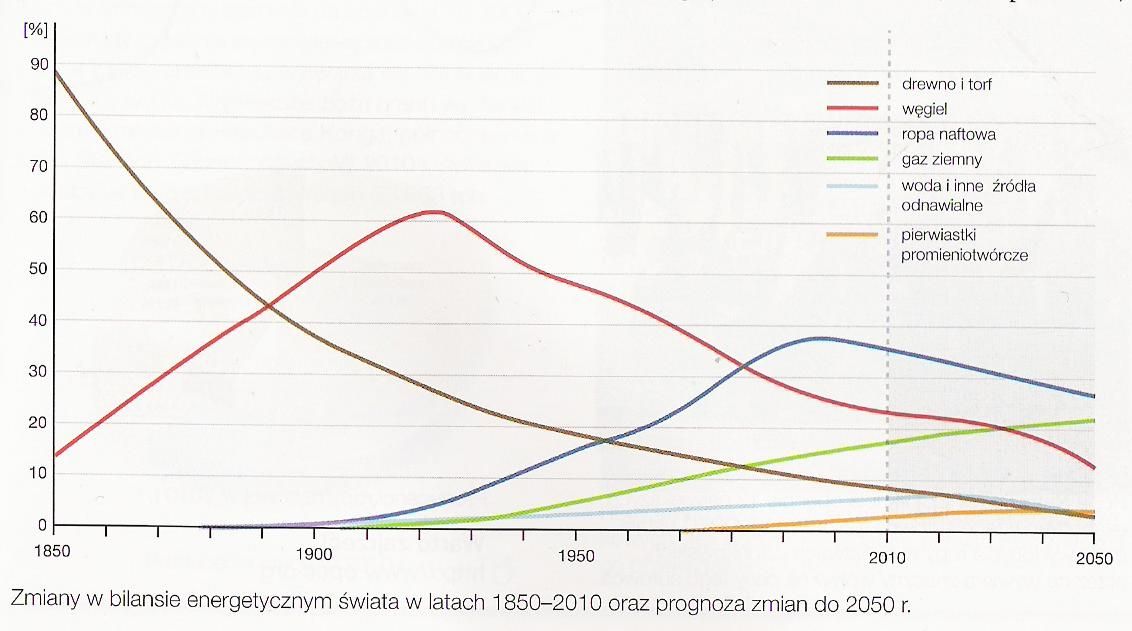 [%]
90
80
70
60
50
40
30
20
10
0
1850
1900
1950
2010
2050
drewno i torf
węgiel
ropa naftowa
gaz ziemny
woda i inne źródła
odnawialne
pierwiastki
promieniotwórcze
Zmiany w bilansie energetycznym świata w latach 1850–2010 oraz prognoza zmian do 2050 r.